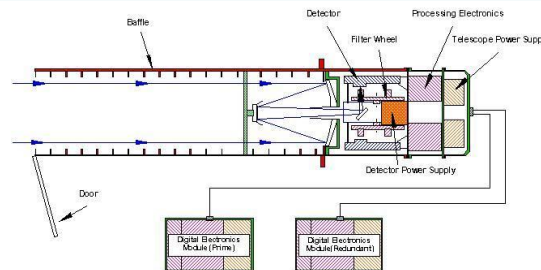 Baffle
Detector
Filter Wheel
Processing Electronics
Telescope Power Supply
Detector Power Supply
Door
Digital Electronics
Module(Prime)
Digital Electronics
Module(Redundant)